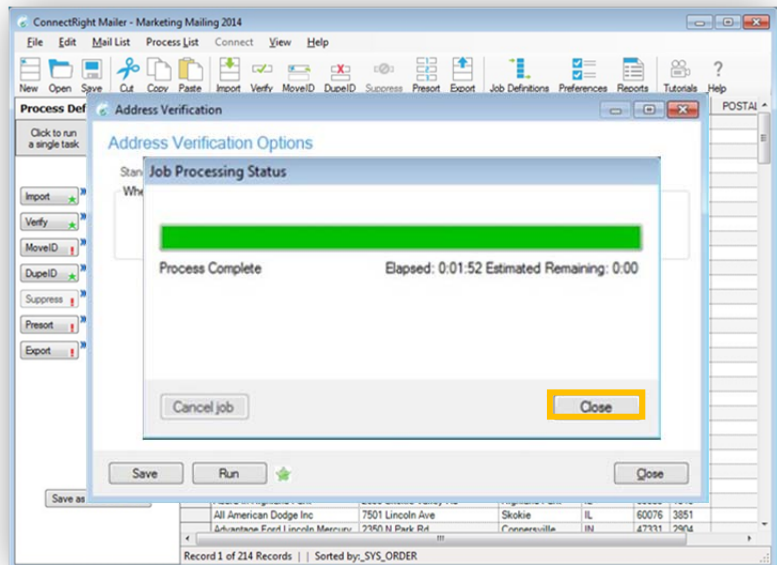 ConnectRight Mailer - Marketing Mailing 2014
File Edit Mail List Process List Connect View Help
New Open Save Cut Copy Paste Import Verify MoveID DupeID Suppress Presort Export Job Definitions Preferences Reports Tutorials Help
Process Def
POSTAL
Address Verification
Click to run
a single task
Address Verification Options
Stan
Job Processing Status
Whe
Import
Verify
MoveID
DupeID
Suppress
Presort
Export
Process Complete
Elapsed: 0:01:52 Estimated Remaining: 0:00
Cancel job
Close
Save
Run
Close
Save as
All American Dodge Inc 7501 Lincoln Ave Skokie IL 60076 3851
Advantage Ford Lincoln Mercury 2350 N Park Rd Connersville IN 47331 2904
Record 1 of 214 Records | | Sorted by:_SYS_ORDER